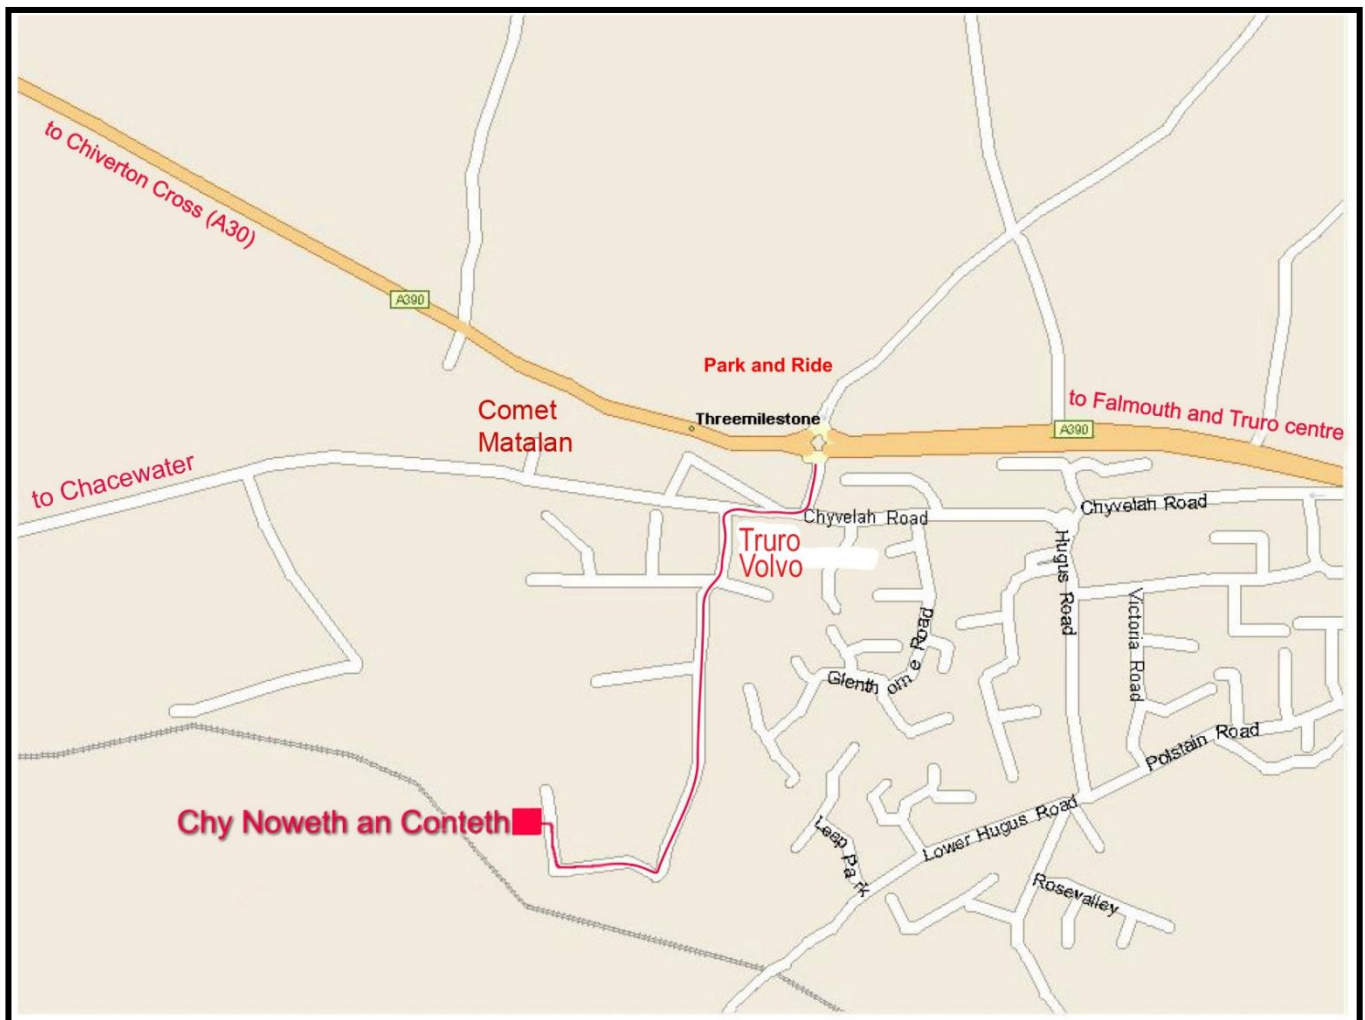 to Chiverton Cross (A30)
A390
Park and Ride
Comet
Matalan
Threemilestone
to Falmouth and Truro centre
A390
to Chacewater
Chyvelah Road
Chyvelah Road
Truro
Volvo
Hugus Road
Victoria Road
Glenthorne Road
Polstain Road
Chy Noweth an Conteth
Lower Hugus Road
Leap Park
Rosevalley